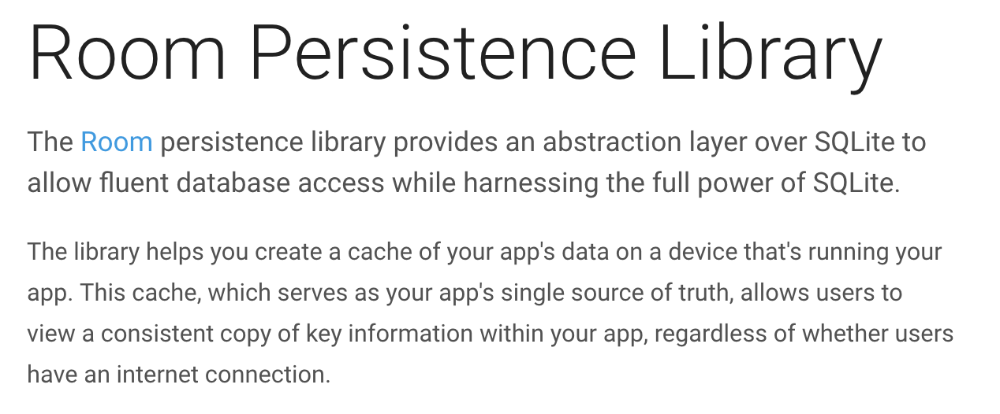 Room Persistence Library
The Room persistence library provides an abstraction layer over SQLite to
allow fluent database access while harnessing the full power of SQLite.
The library helps you create a cache of your app's data on a device that's running your
app. This cache, which serves as your app's single source of truth, allows users to
view a consistent copy of key information within your app, regardless of whether users
have an internet connection.